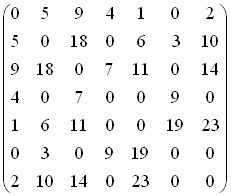 0 5 9 4 1 0 2
5 0 18 0 6 3 10
9 18 0 7 11 0 14
4 0 7 0 0 9 0
1 6 11 0 0 19 23
0 3 0 9 19 0 0
2 10 14 0 23 0 0